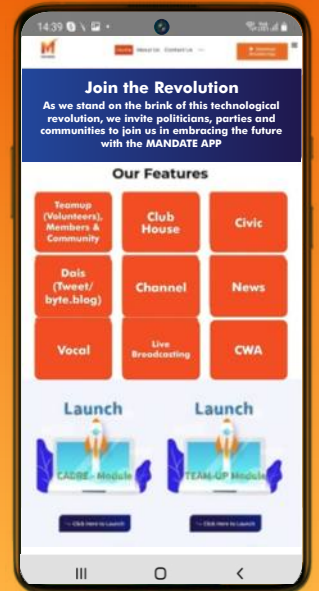 14:39
Home About Us Contact Us
Join the Revolution
As we stand on the brink of this technological
revolution, we invite politicians, parties and
communities to join us in embracing the future
with the MANDATE APP
Our Features
Teamup
(Volunteers),
Members &
Community
Club
House
Civic
Dais
(Tweet/
byte.blog)
Channel
News
Vocal
Live
Broadcasting
CWA
Launch
CADRE - Module
Click Here to Launch
Launch
TEAM-UP Module
Click Here to Launch